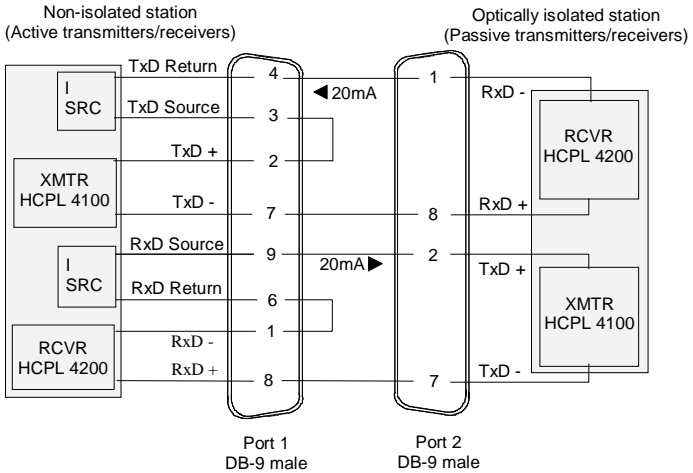 Non-isolated station
(Active transmitters/receivers)
Optically isolated station
(Passive transmitters/receivers)
I
SRC
TxD Return
4
20mA
1
RxD -
TxD Source
3
TxD +
2
XMTR
HCPL 4100
RCVR
HCPL 4200
TxD -
7
8
RxD +
RxD Source
9
20mA
2
TxD +
I
SRC
RxD Return
6
1
RxD -
XMTR
HCPL 4100
RCVR
HCPL 4200
RxD +
8
7
TxD -
Port 1
DB-9 male
Port 2
DB-9 male